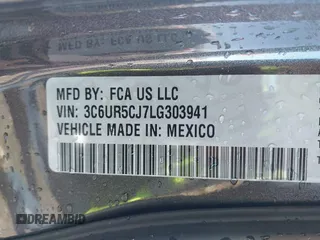 MFD BY: FCA US LLC
VIN: 3C6UR5CJ7LG303941
VEHICLE MADE IN: MEXICO
DREAMBID